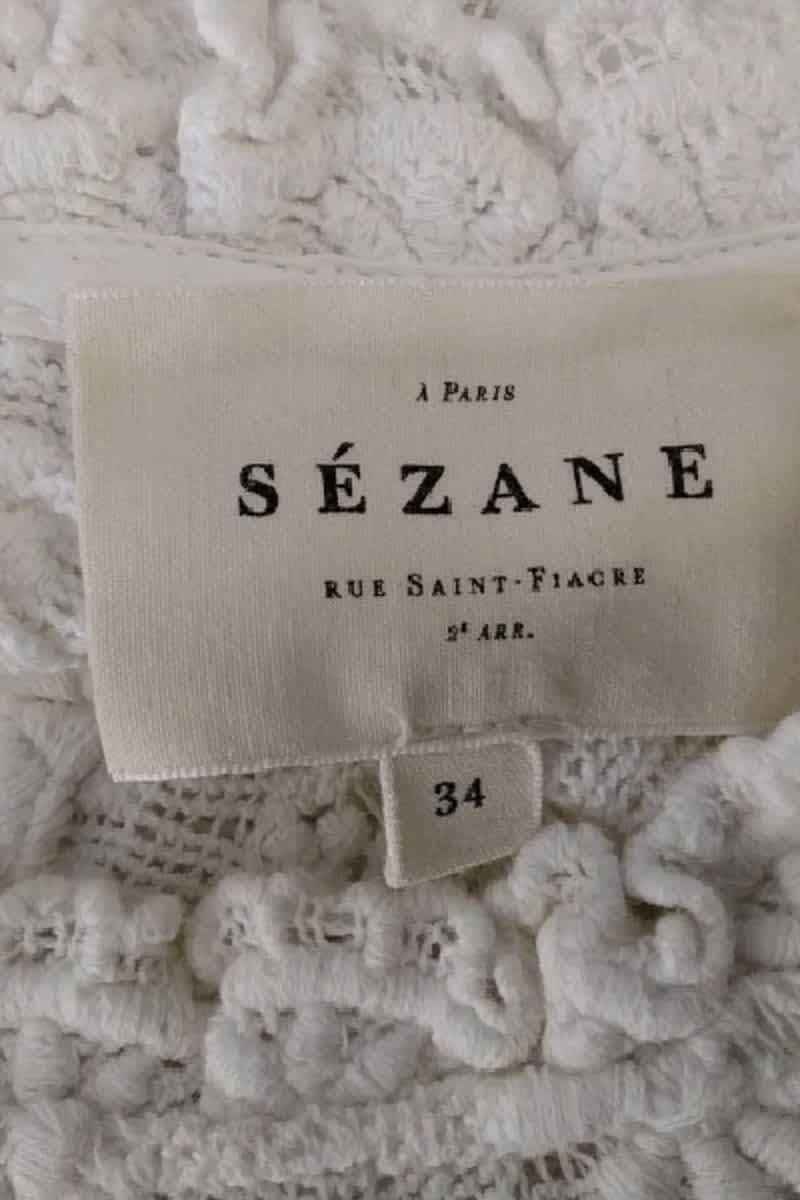 À PARIS
SÉZANE
RUE SAINT-FIACRE
2E ARR.
34